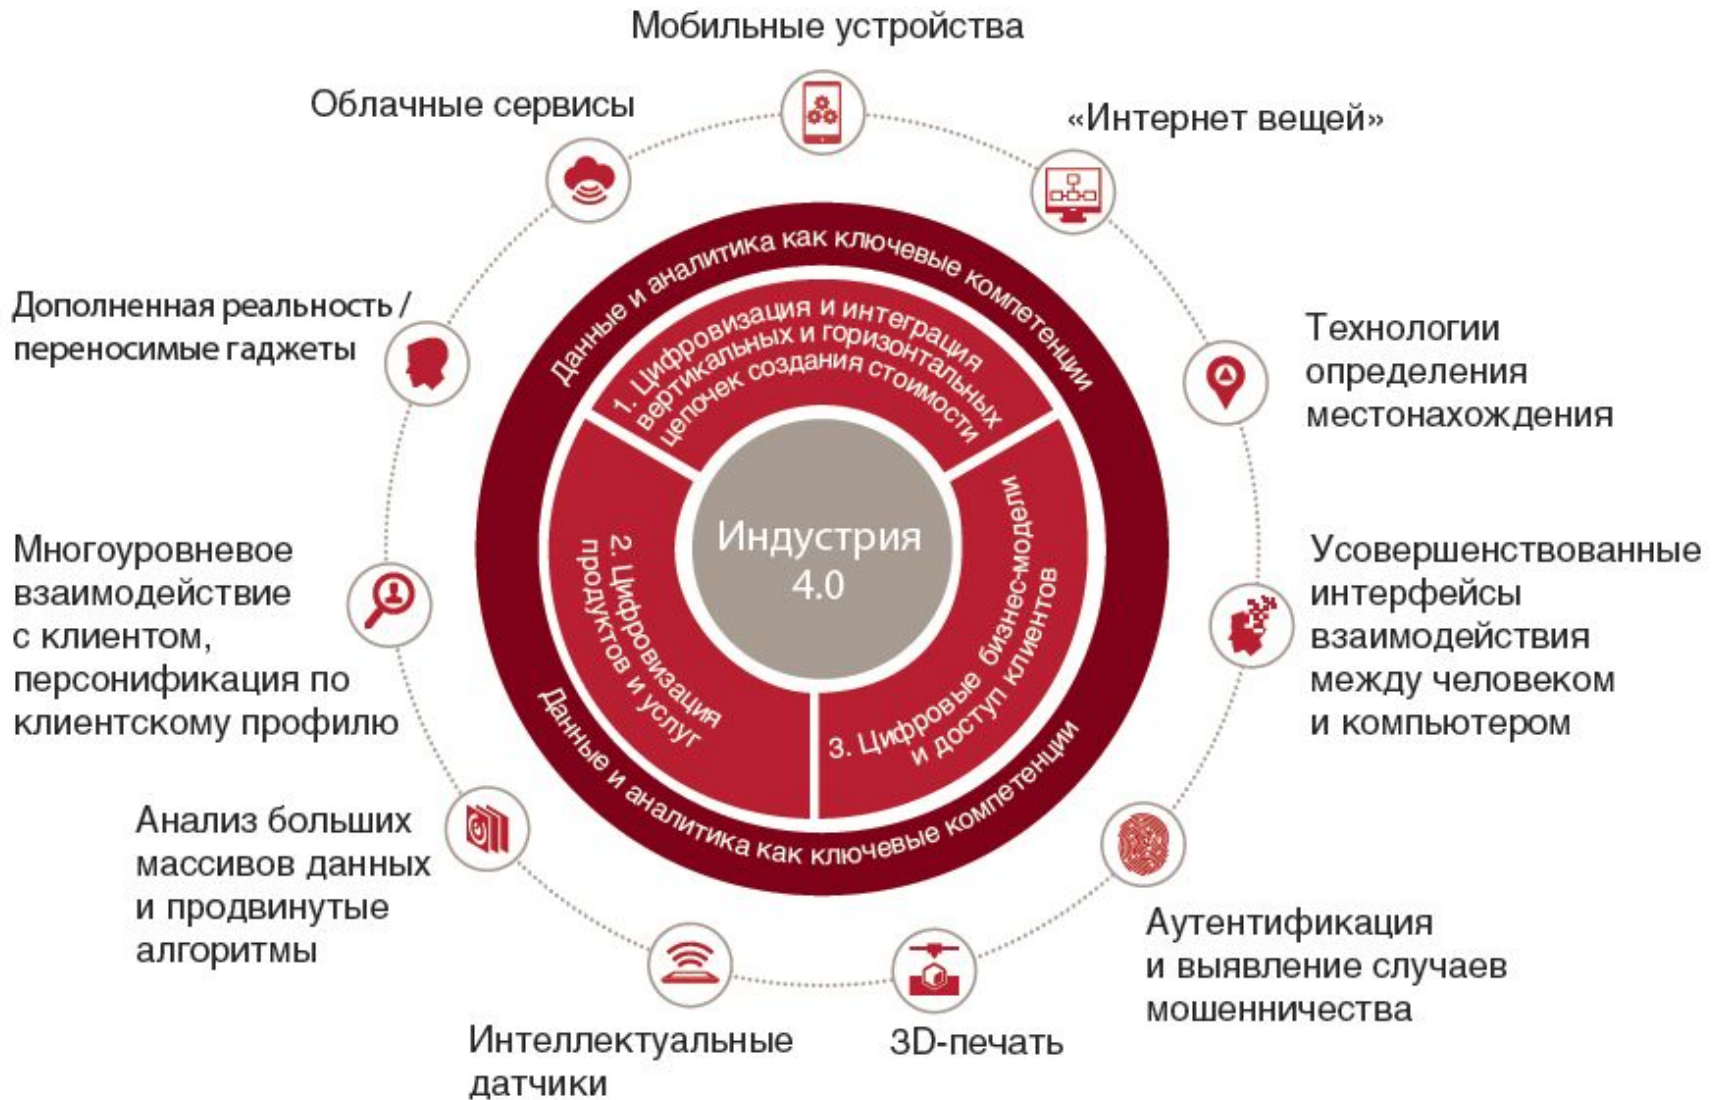 Мобильные устройства
Облачные сервисы
«Интернет вещей»
Дополненная реальность /
переносимые гаджеты
Технологии
определения
местонахождения
Многоуровневое
взаимодействие
с клиентом,
персонификация по
клиентскому профилю
Усовершенствованные
интерфейсы
взаимодействия
между человеком
и компьютером
Анализ больших
массивов данных
и продвинутые
алгоритмы
Аутентификация
и выявление случаев
мошенничества
Интеллектуальные
датчики
3D-печать
Данные и аналитика как ключевые компетенции
1. Цифровизация и интеграция
вертикальных и горизонтальных
цепочек создания стоимости
2. Цифровизация
продуктов и услуг
3. Цифровые бизнес-модели
и доступ клиентов
Индустрия
4.0
Данные и аналитика как ключевые компетенции